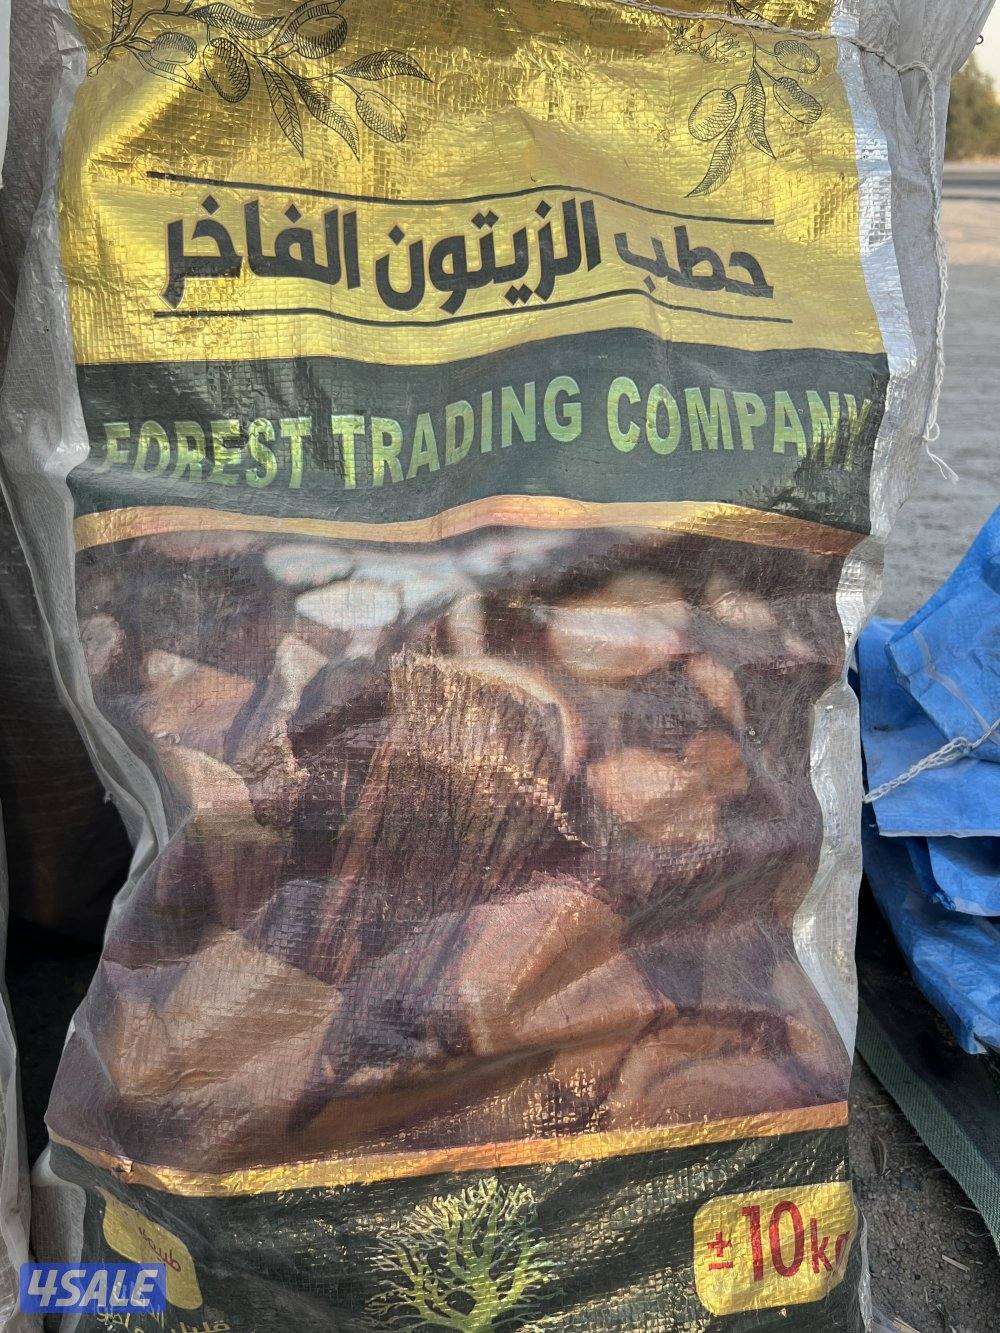 حطب الزيتون الفاخر
FOREST TRADING COMPANY
± 10kg
4SALE